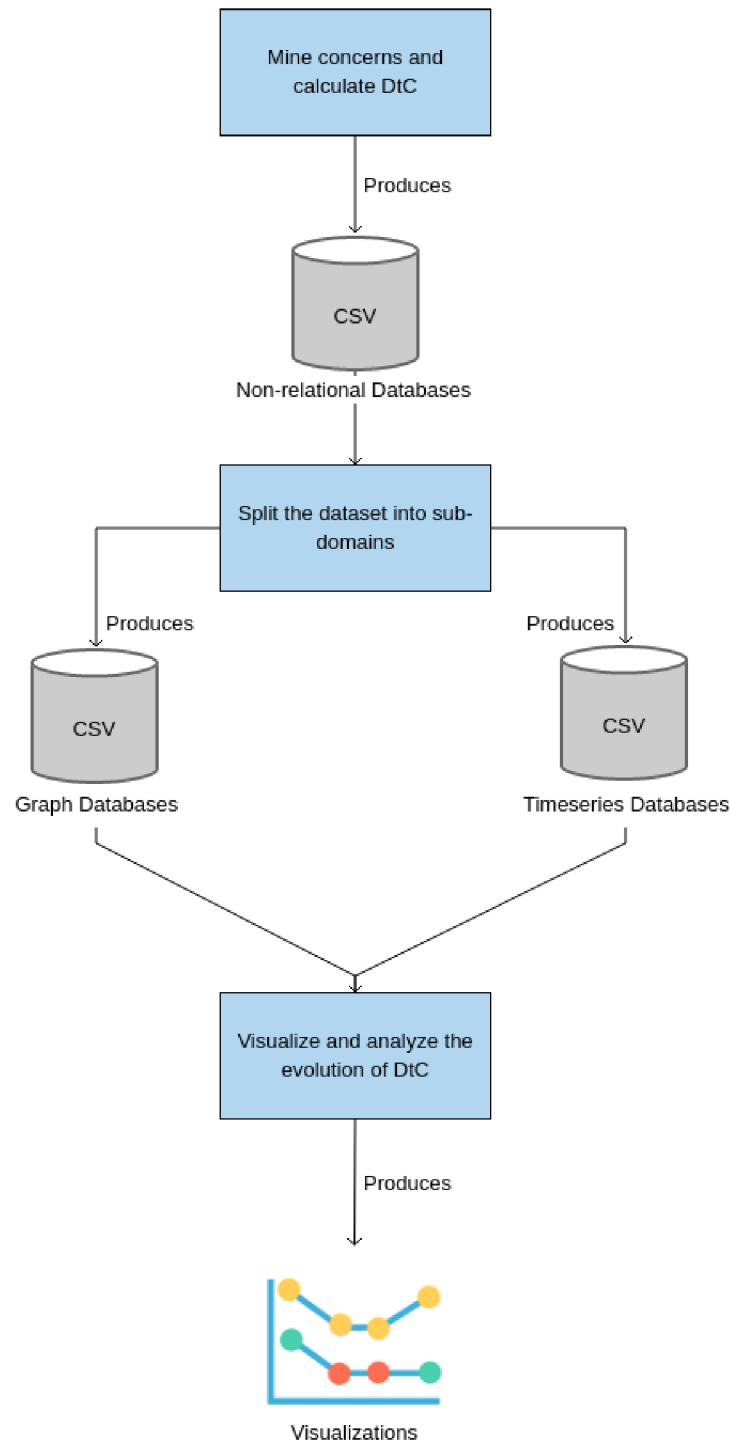 Mine concerns and
calculate DtC
Produces
CSV
Non-relational Databases
Split the dataset into sub-
domains
Produces
Produces
CSV
CSV
Graph Databases
Timeseries Databases
Visualize and analyze the
evolution of DtC
Produces
Visualizations